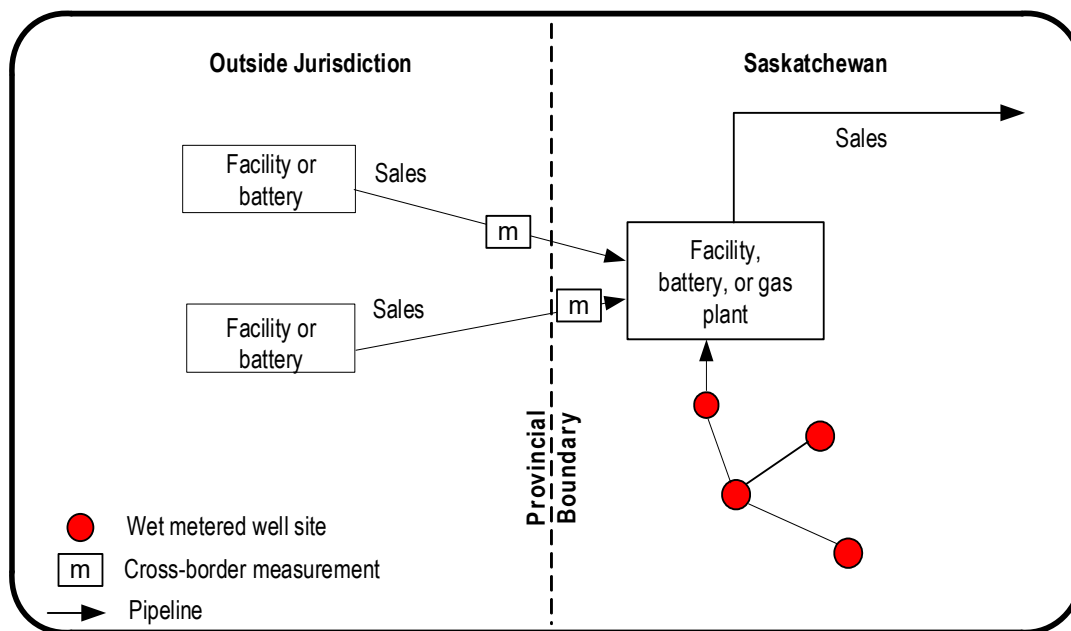 Outside Jurisdiction
Saskatchewan
Sales
Facility or
battery
Sales
m
Facility,
battery, or gas
plant
Sales
m
Facility or
battery
Provincial
Boundary
Wet metered well site
m
Cross-border measurement
Pipeline